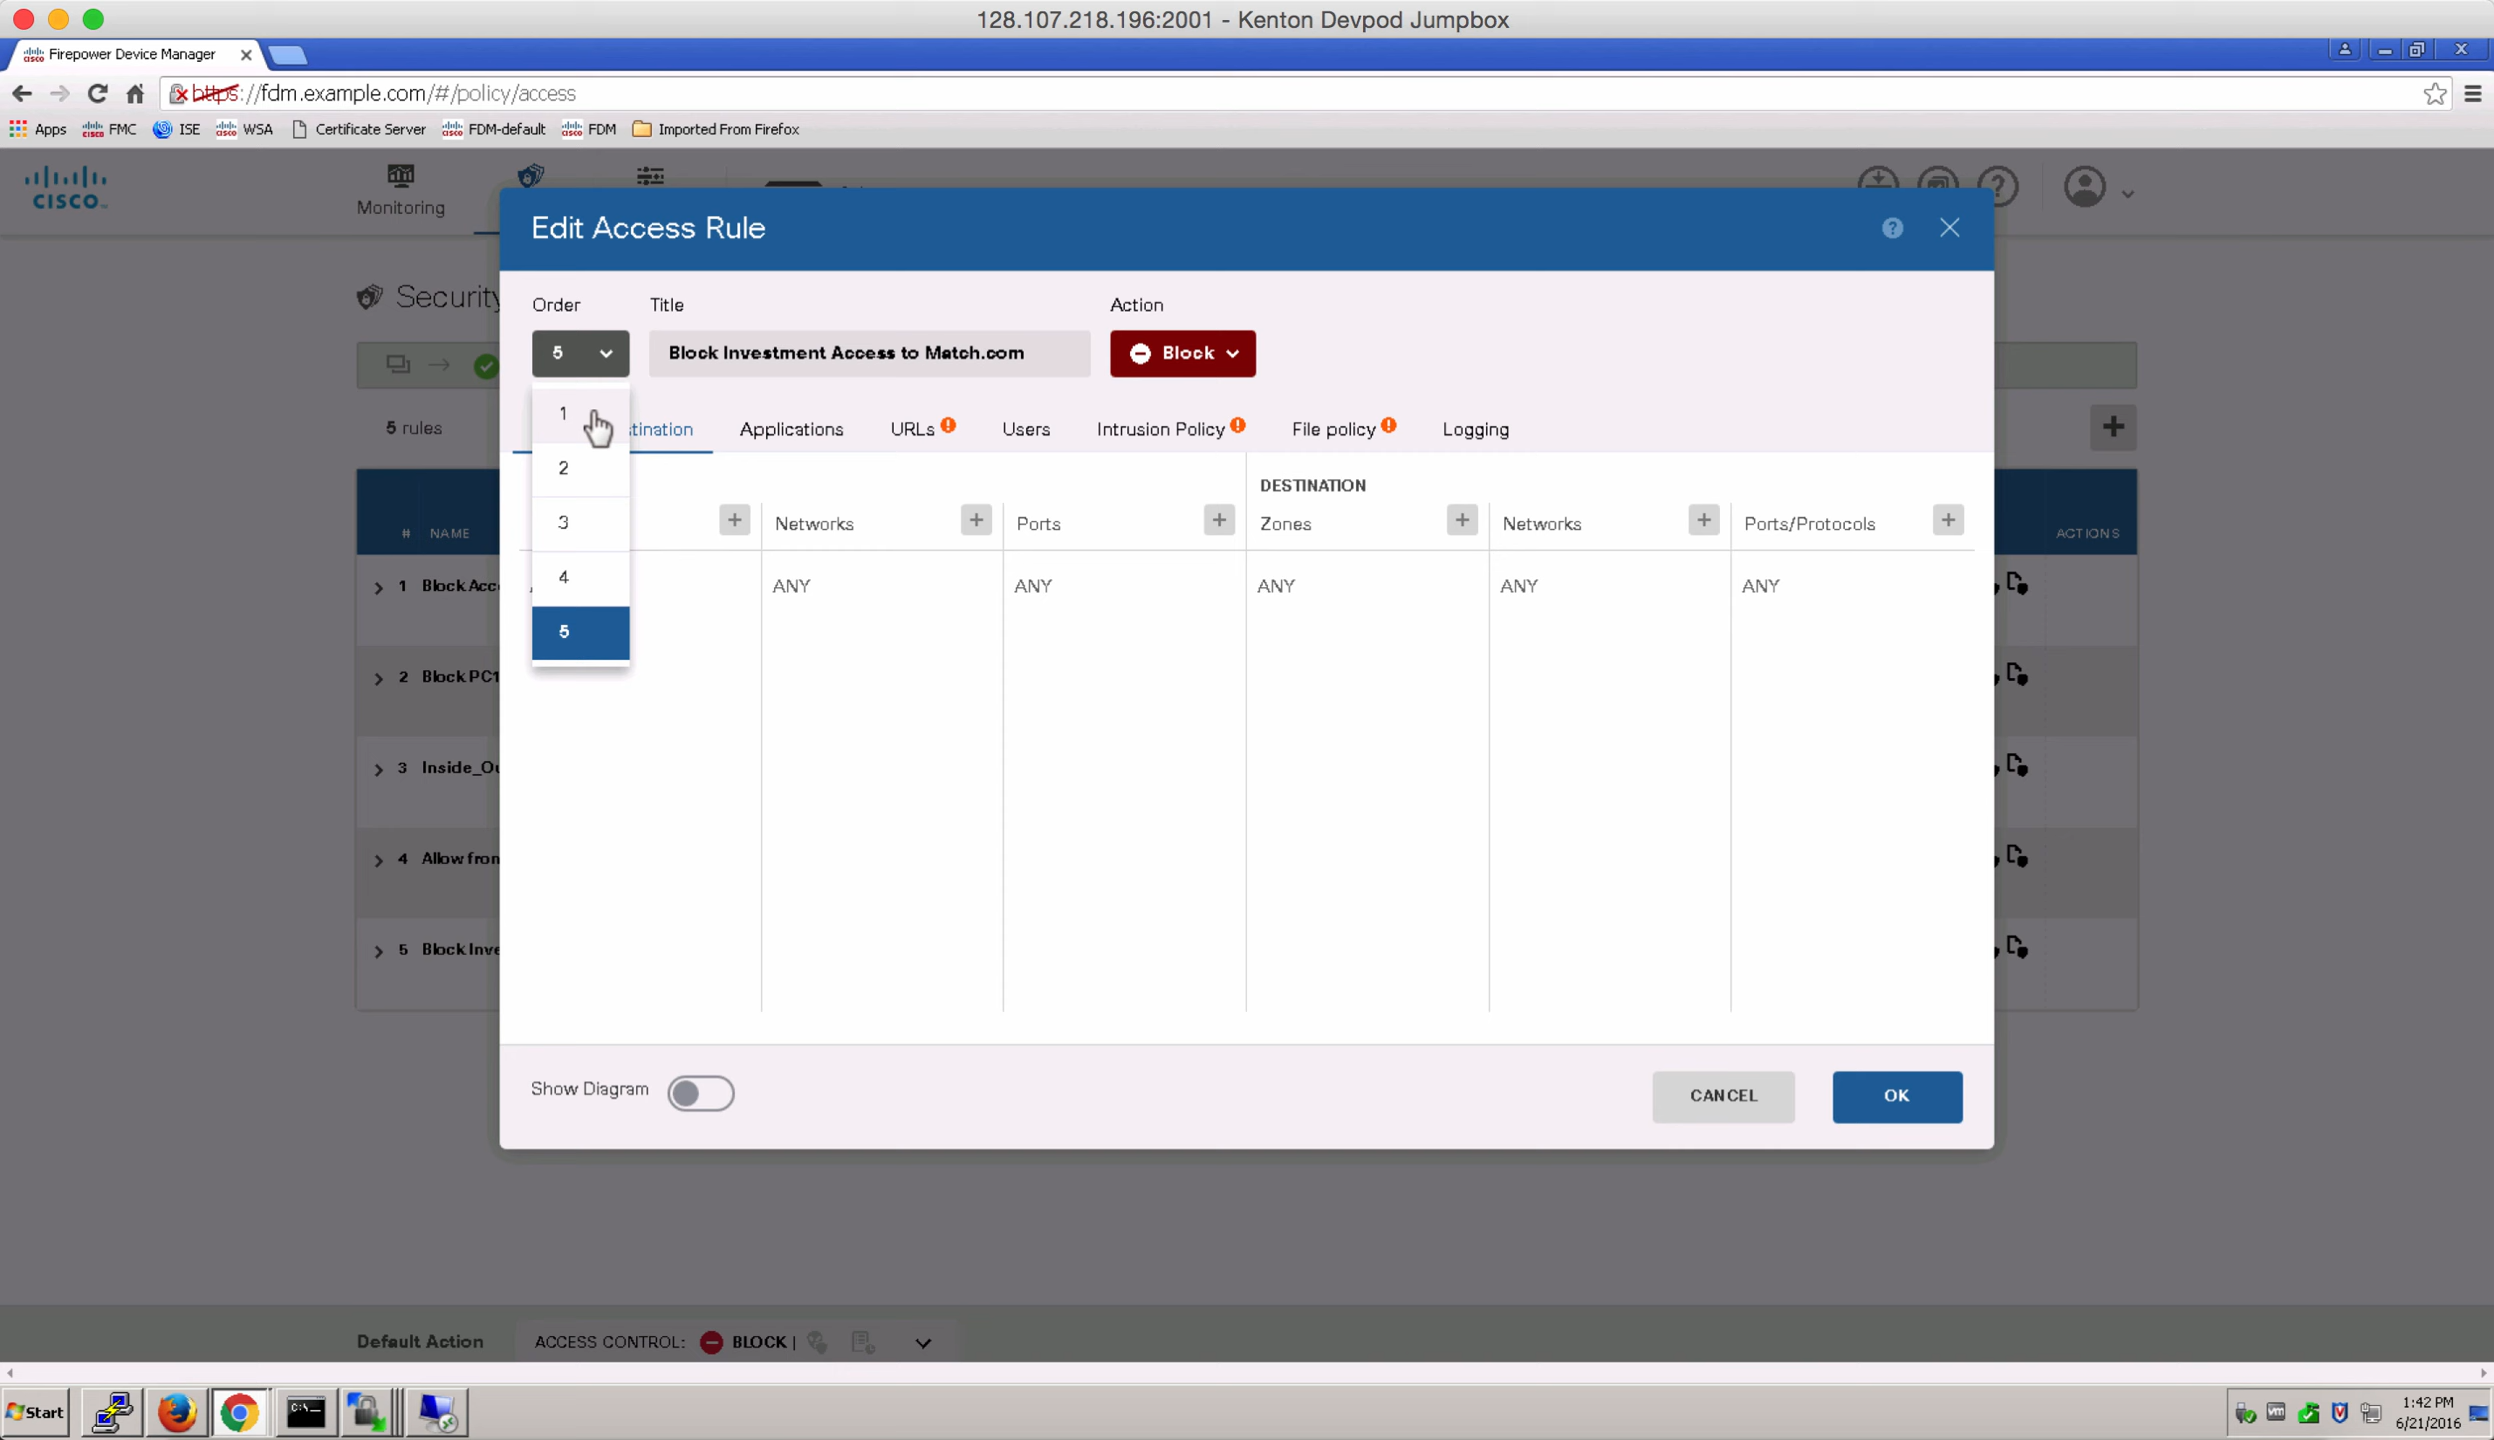 128.107.218.196:2001 - Kenton Devpod Jumpbox
Firepower Device Manager
https://fdm.example.com/#/policy/access
Apps FMC ISE WSA Certificate Server FDM-default FDM Imported From Firefox
cisco
Monitoring
Security
Edit Access Rule
Order Title Action
5 Block Investment Access to Match.com Block
1
2
3
4
5
tination Applications URLs Users Intrusion Policy File policy Logging
5 rules
DESTINATION
Networks Ports Zones Networks Ports/Protocols
# NAME ACTIONS
ANY ANY ANY ANY ANY
1 Block Acc
2 Block PC1
3 Inside_Ou
4 Allow from
5 Block Inve
Show Diagram
CANCEL OK
Default Action ACCESS CONTROL: BLOCK |
Start
1:42 PM
6/21/2016